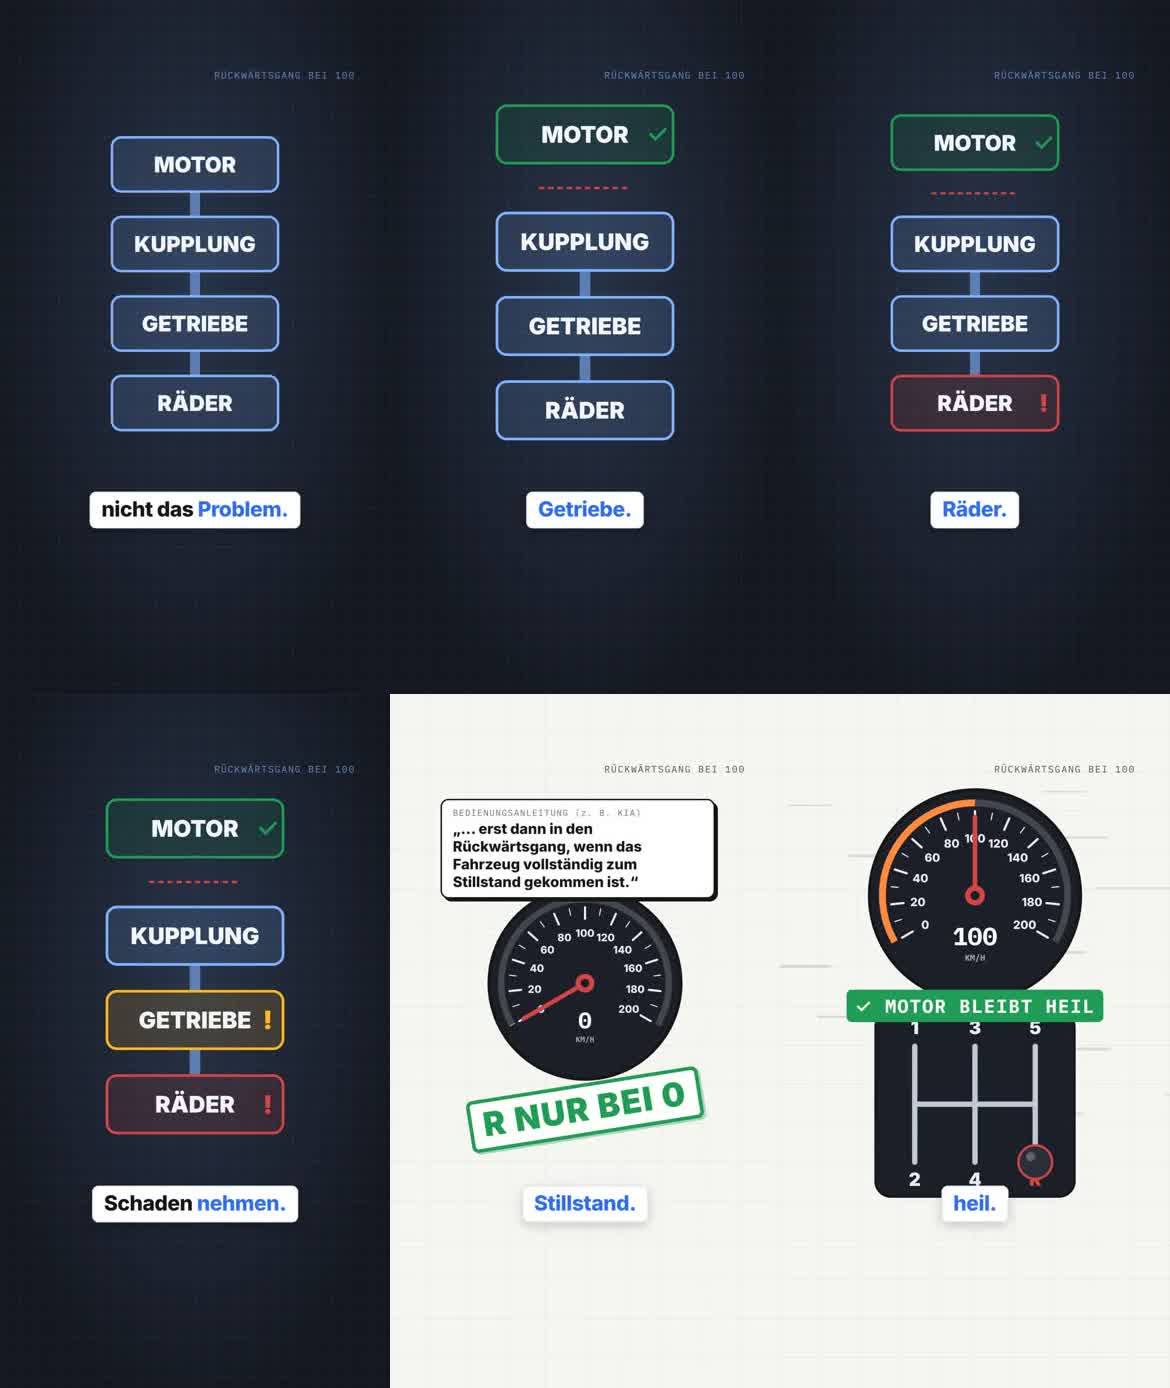 RÜCKWÄRTSGANG BEI 100
MOTOR
KUPPLUNG
GETRIEBE
RÄDER
nicht das Problem.
RÜCKWÄRTSGANG BEI 100
MOTOR
KUPPLUNG
GETRIEBE
RÄDER
Getriebe.
RÜCKWÄRTSGANG BEI 100
MOTOR
KUPPLUNG
GETRIEBE
RÄDER !
Räder.
RÜCKWÄRTSGANG BEI 100
MOTOR
KUPPLUNG
GETRIEBE !
RÄDER !
Schaden nehmen.
RÜCKWÄRTSGANG BEI 100
BEDIENUNGSANLEITUNG (z. B. KIA)
„... erst dann in den
Rückwärtsgang, wenn das
Fahrzeug vollständig zum
Stillstand gekommen ist.“
80 100 120
60 140
40 160
20 180
0 200
0
KM/H
R NUR BEI 0
Stillstand.
RÜCKWÄRTSGANG BEI 100
80 100 120
60 140
40 160
20 180
0 200
100
KM/H
MOTOR BLEIBT HEIL
1 3 5
2 4 R
heil.